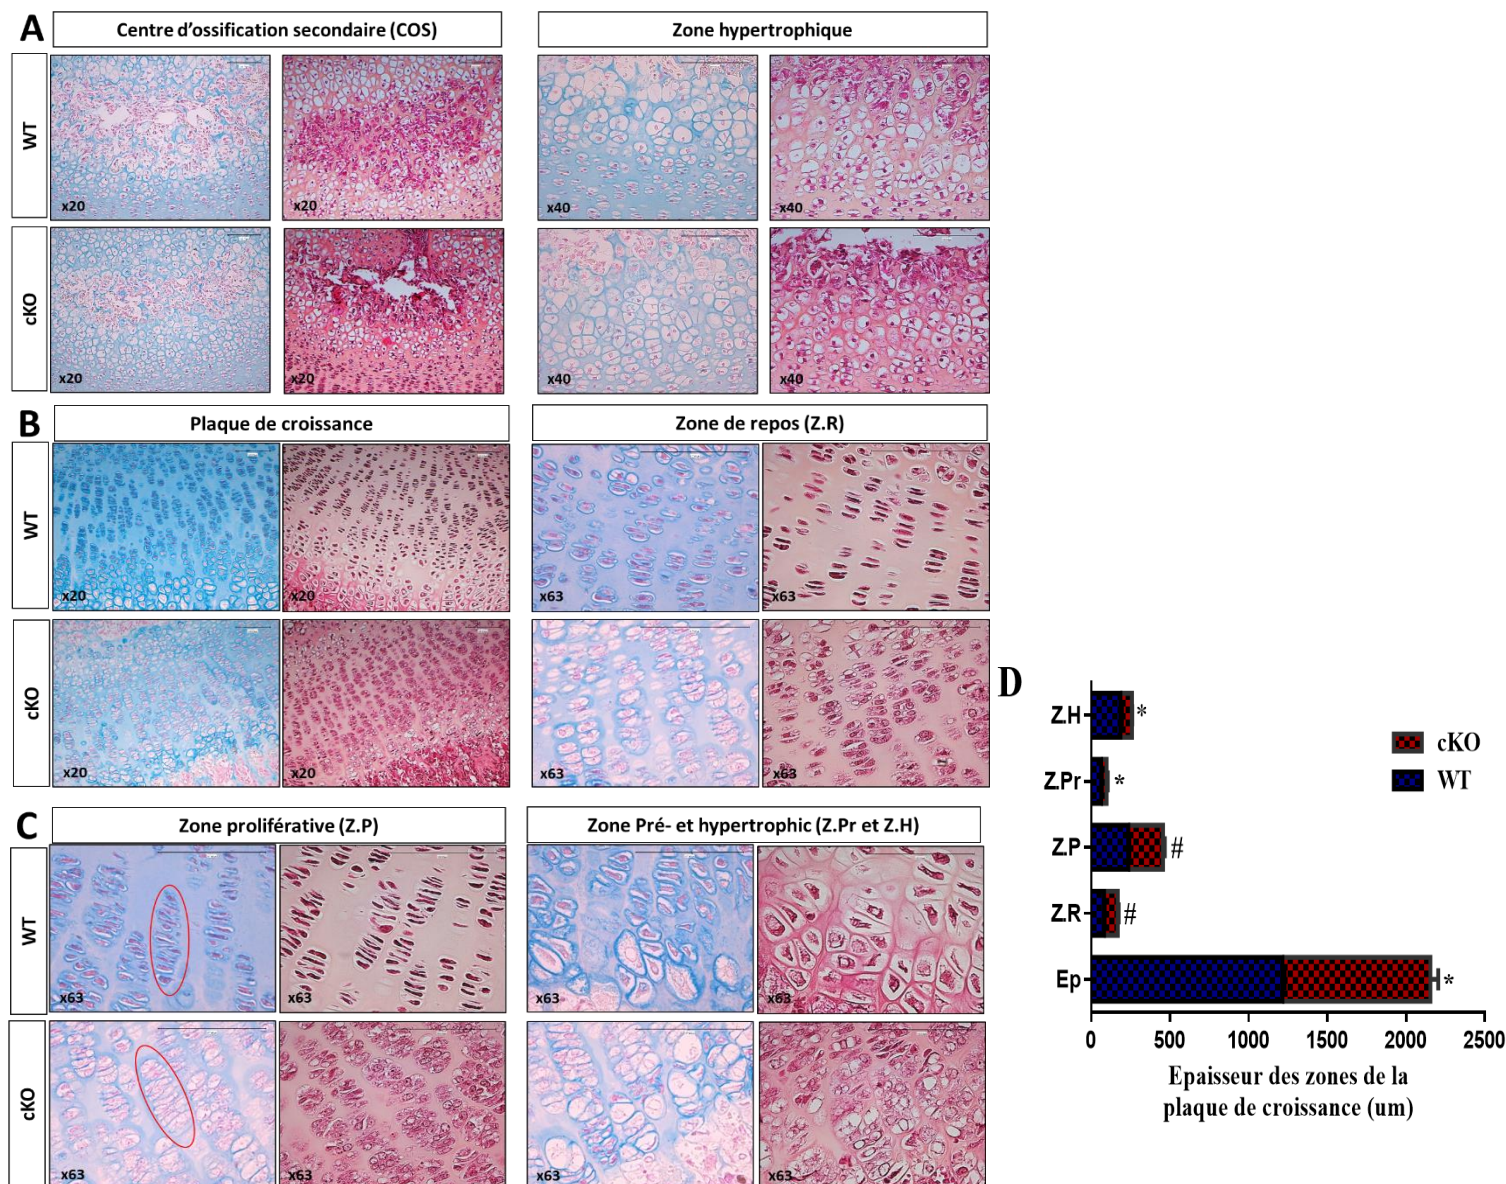 A
Centre d'ossification secondaire (COS)
Zone hypertrophique
WT
x20
x20
x40
x40
cKO
x20
x20
x40
x40
B
Plaque de croissance
Zone de repos (Z.R)
WT
x20
x20
x63
x63
cKO
x20
x20
x63
x63
C
Zone proliférative (Z.P)
Zone Pré- et hypertrophic (Z.Pr et Z.H)
WT
x63
x63
x63
x63
cKO
x63
x63
x63
x63
D
Z.H
*
Z.Pr
*
Z.P
#
Z.R
#
Ep
*
cKO
WT
0 500 1000 1500 2000 2500
Epaisseur des zones de la
plaque de croissance (um)